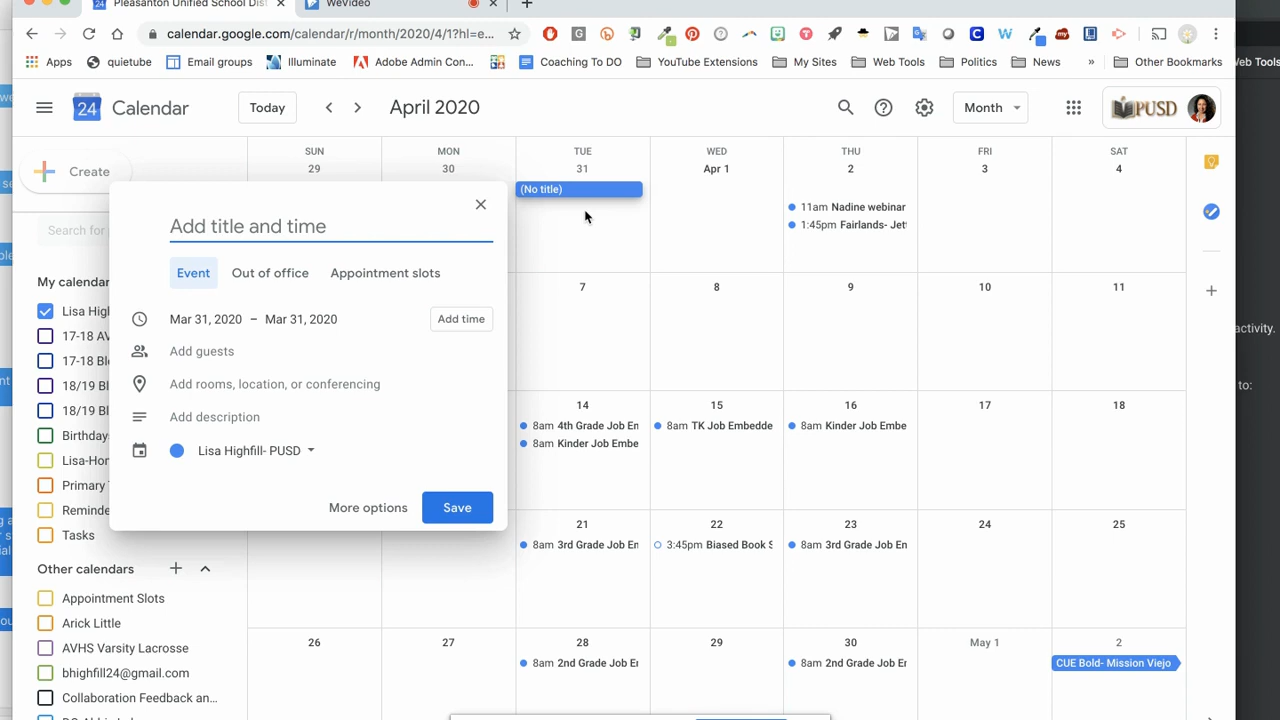 Pleasanton Unified School Dist
WeVideo
calendar.google.com/calendar/r/month/2020/4/1?hl=e...
Apps
quietube
Email groups
Illuminate
Adobe Admin Con...
Coaching TO DO
YouTube Extensions
My Sites
Web Tools
Politics
News
»
Other Bookmarks
Web Tools
24
Calendar
Today
April 2020
Month
PUSD
Create
SUN
MON
TUE
WED
THU
FRI
SAT
29
30
31
Apr 1
2
3
4
(No title)
11am Nadine webinar
1:45pm Fairlands- Jef
Search for
Add title and time
Event
Out of office
Appointment slots
Mar 31, 2020 – Mar 31, 2020
Add time
Add guests
Add rooms, location, or conferencing
Add description
Lisa Highfill- PUSD
More options
Save
My calendar
Lisa High
17-18 AV
17-18 Blo
18/19 Bl
18/19 Bl
Birthday
Lisa-Hon
Primary
Reminde
Tasks
Other calendars
Appointment Slots
Arick Little
AVHS Varsity Lacrosse
bhighfill24@gmail.com
Collaboration Feedback an...
7
8
9
10
11
14
15
16
17
18
8am 4th Grade Job En
8am Kinder Job Embe
8am TK Job Embedde
8am Kinder Job Embe
21
22
23
24
25
8am 3rd Grade Job En
3:45pm Biased Book S
8am 3rd Grade Job En
26
27
28
29
30
May 1
2
8am 2nd Grade Job En
8am 2nd Grade Job Er
CUE Bold- Mission Viejo
activity.
to: